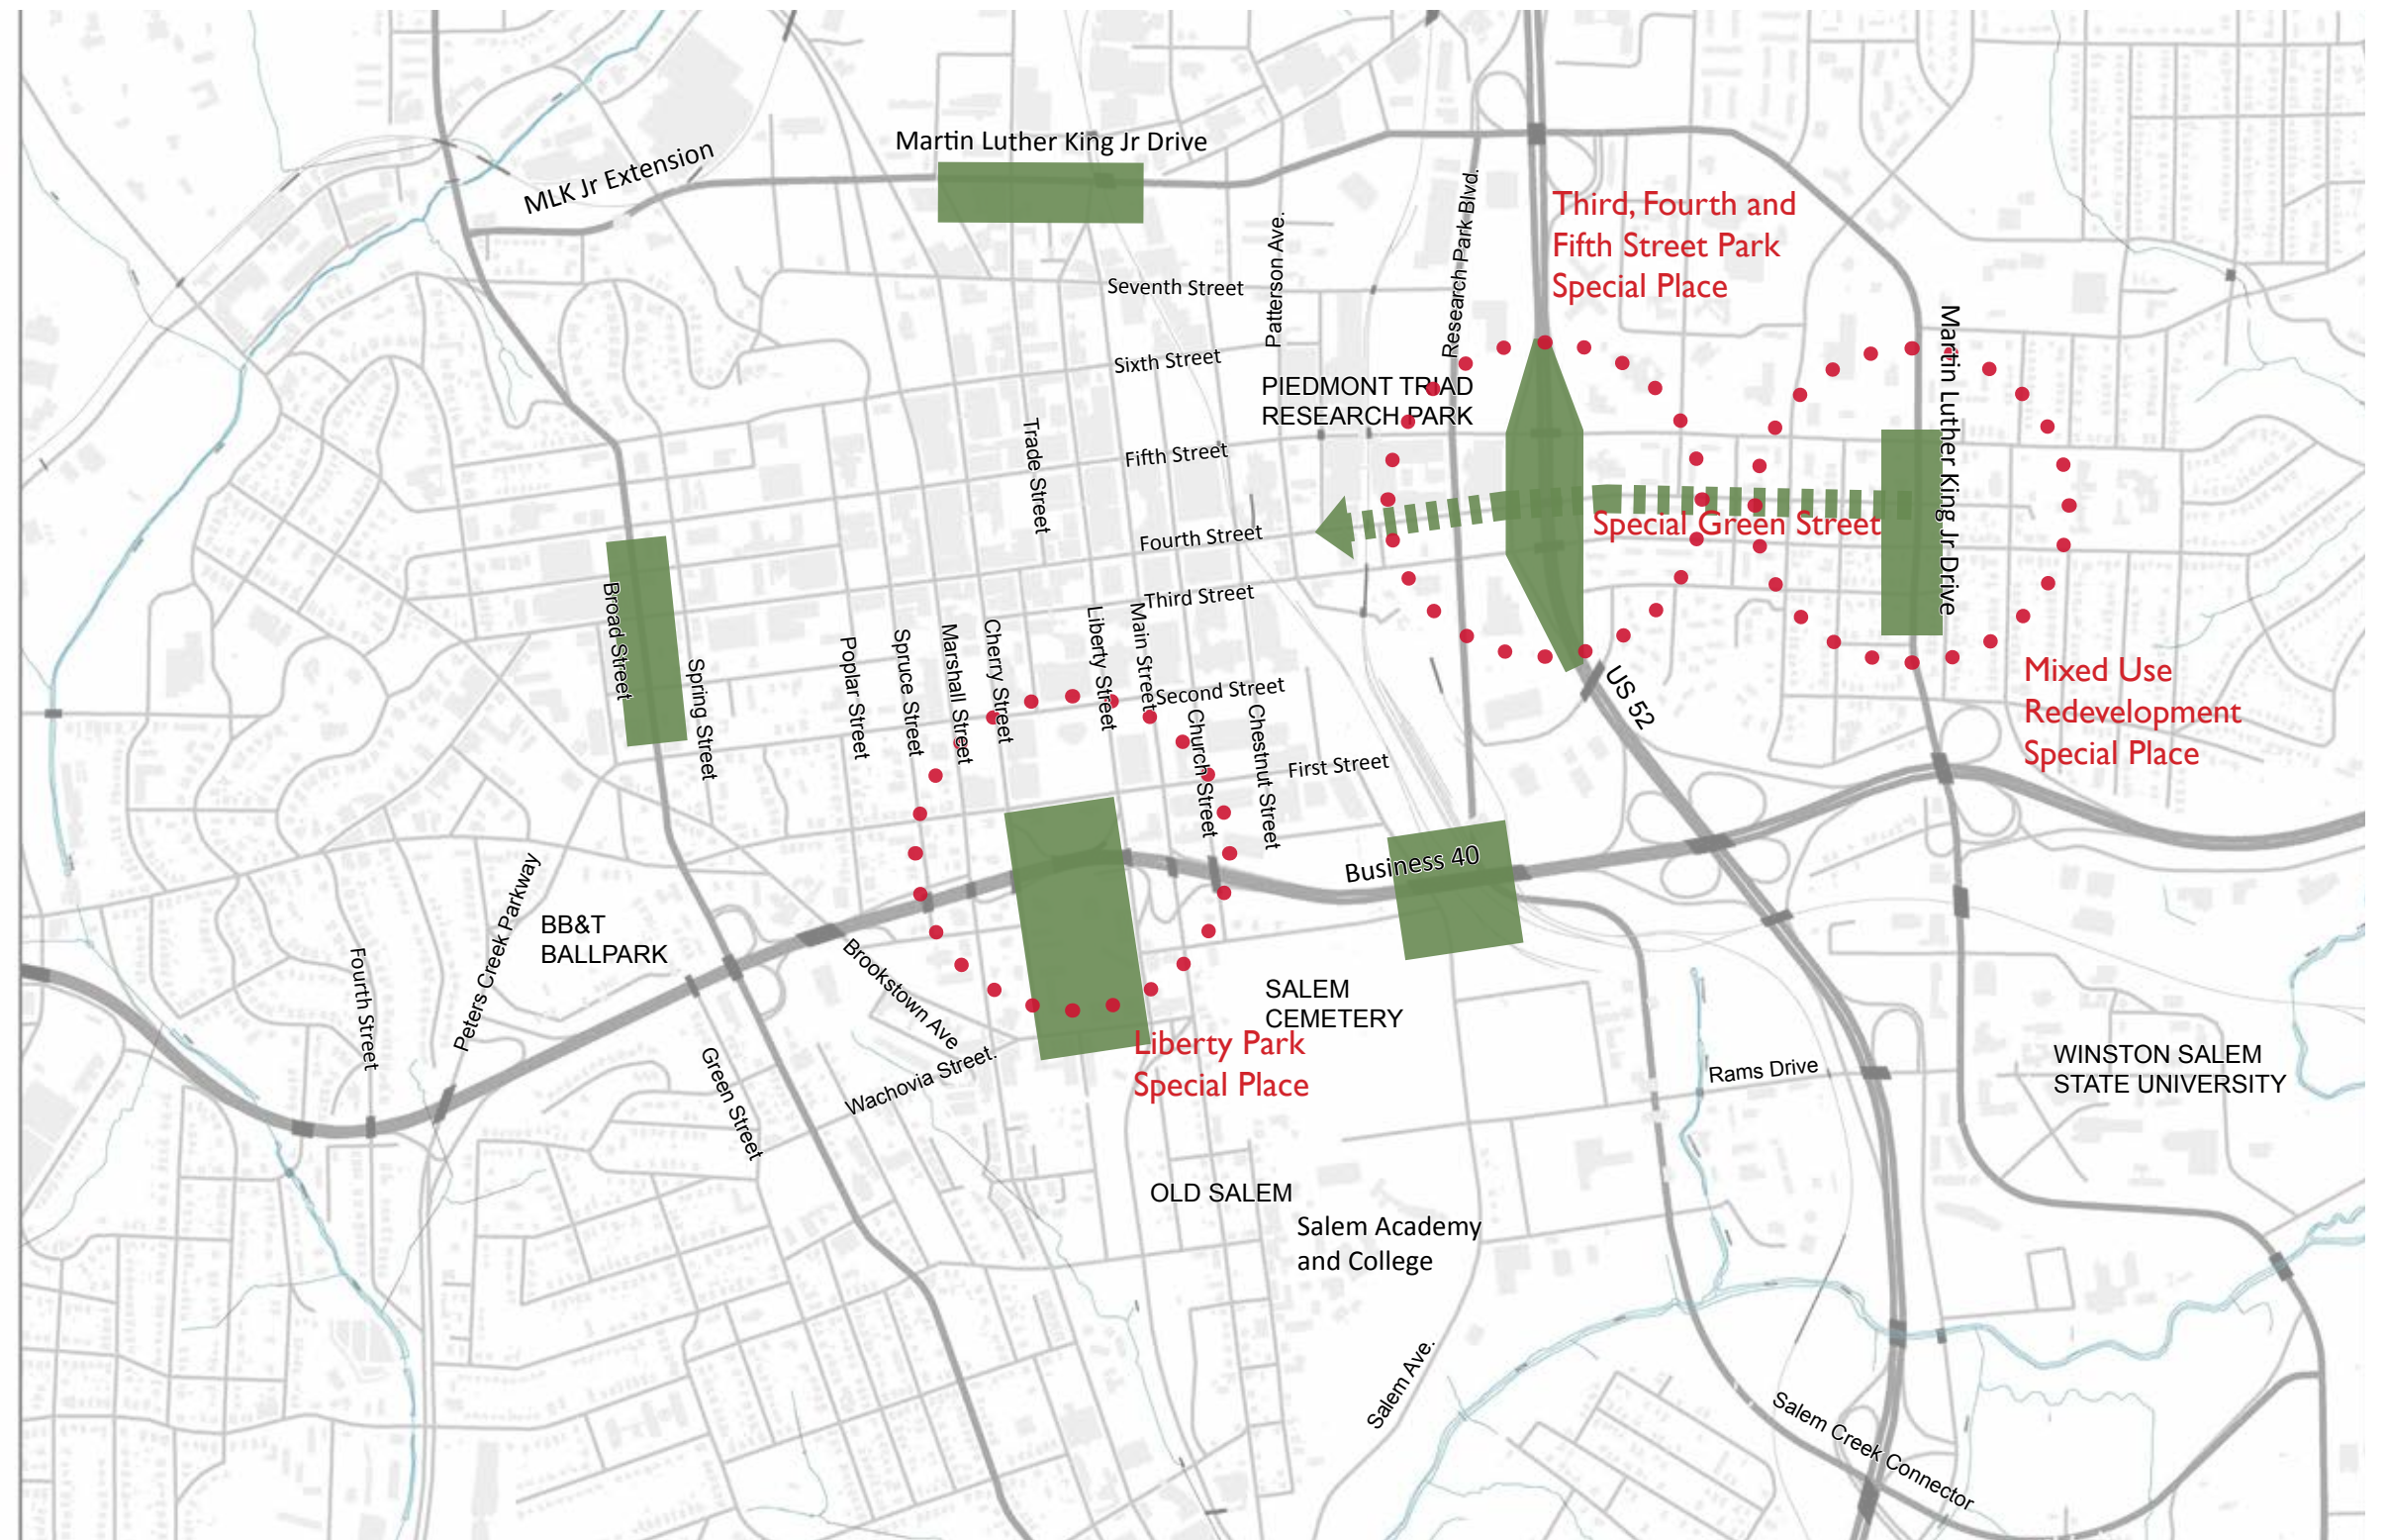 Martin Luther King Jr Drive
MLK Jr Extension
Third, Fourth and
Fifth Street Park
Special Place
Patterson Ave.
Research Park Blvd.
Seventh Street
Sixth Street
PIEDMONT TRIAD
RESEARCH PARK
Martin Luther King Jr Drive
Trade Street
Fifth Street
Fourth Street
Special Green Street
Third Street
Broad Street
Spring Street
Poplar Street
Spruce Street
Marshall Street
Cherry Street
Liberty Street
Main Street
Second Street
Church Street
Chestnut Street
First Street
US 52
Mixed Use
Redevelopment
Special Place
Business 40
BB&T
BALLPARK
Peters Creek Parkway
Fourth Street
Brookstown Ave
Wachovia Street.
Green Street
SALEM
CEMETERY
Liberty Park
Special Place
Rams Drive
WINSTON SALEM
STATE UNIVERSITY
OLD SALEM
Salem Academy
and College
Salem Ave.
Salem Creek Connector